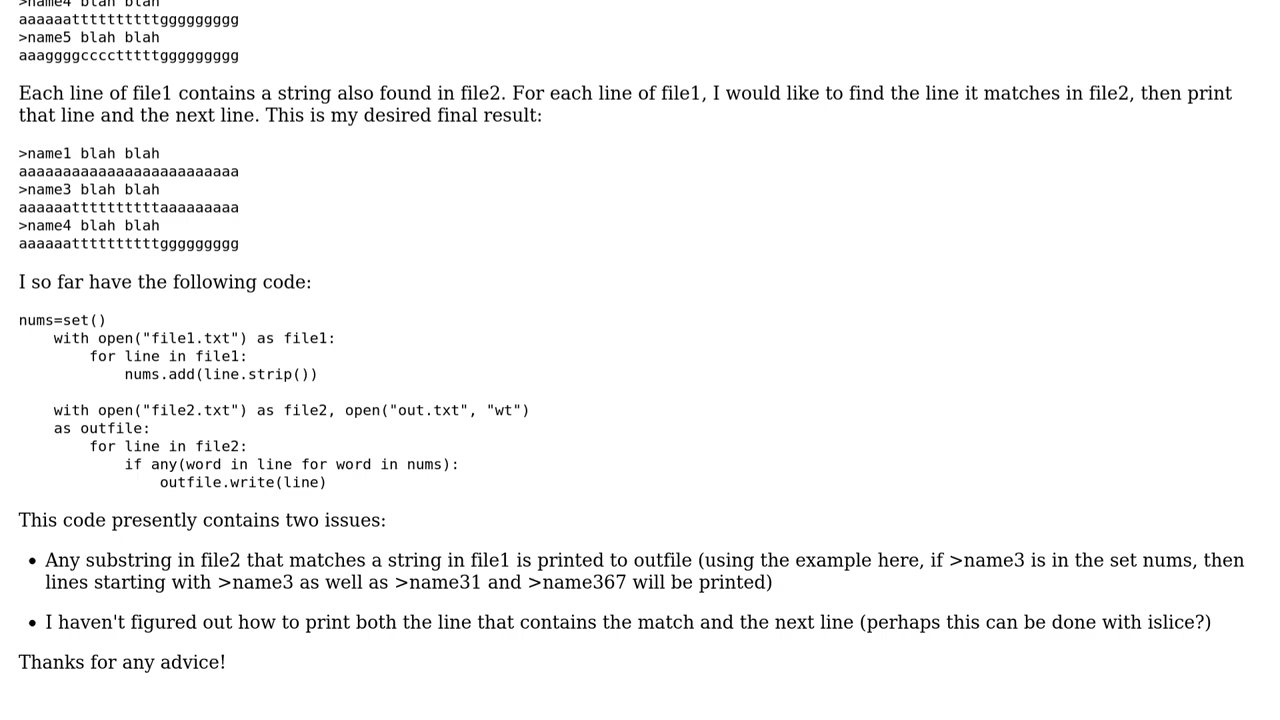 >name4 blah blah
aaaaaattttttttttggggggggg
>name5 blah blah
aaaggggcccctttttggggggggg
Each line of file1 contains a string also found in file2. For each line of file1, I would like to find the line it matches in file2, then print
that line and the next line. This is my desired final result:
>name1 blah blah
aaaaaaaaaaaaaaaaaaaaaaaaa
>name3 blah blah
aaaaaattttttttttaaaaaaaaa
>name4 blah blah
aaaaaattttttttttggggggggg
I so far have the following code:
nums=set()
    with open("file1.txt") as file1:
        for line in file1:
            nums.add(line.strip())
    with open("file2.txt") as file2, open("out.txt", "wt")
    as outfile:
        for line in file2:
            if any(word in line for word in nums):
                outfile.write(line)
This code presently contains two issues:
• Any substring in file2 that matches a string in file1 is printed to outfile (using the example here, if >name3 is in the set nums, then
lines starting with >name3 as well as >name31 and >name367 will be printed)
• I haven't figured out how to print both the line that contains the match and the next line (perhaps this can be done with islice?)
Thanks for any advice!